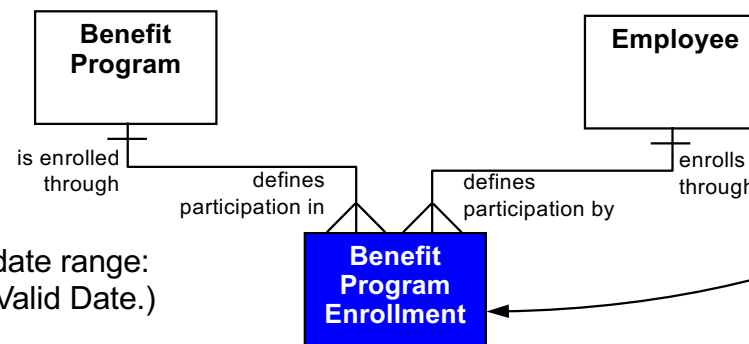 Benefit
Program
Employee
is enrolled
through
defines
participation in
defines
participation by
enrolls
through
date range:
Valid Date.)
Benefit
Program
Enrollment